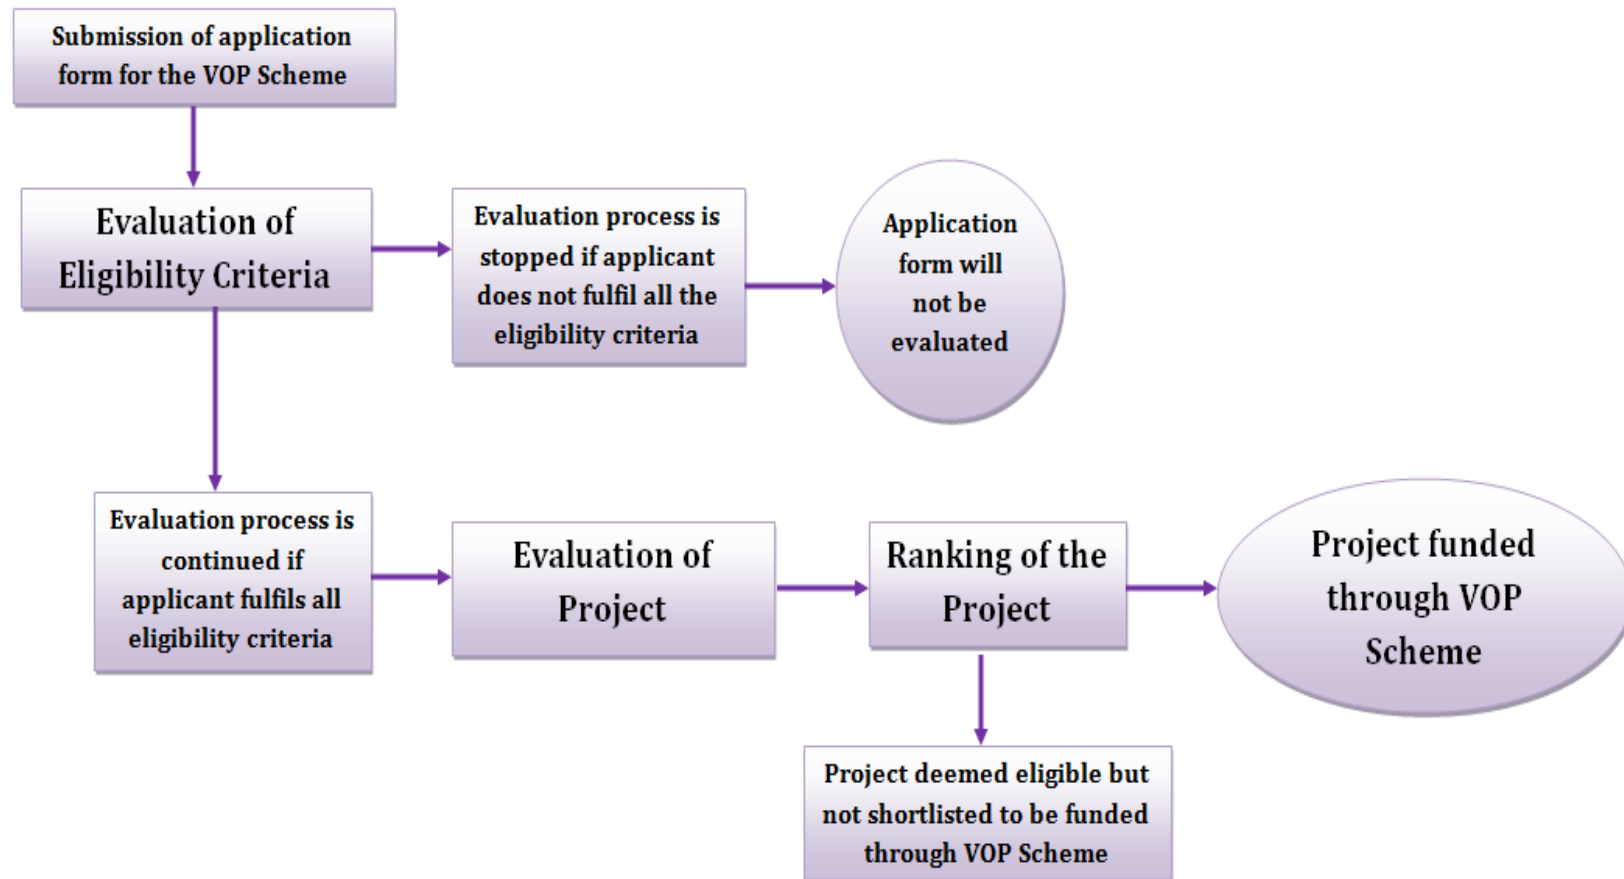 Submission of application
form for the VOP Scheme
Evaluation of
Eligibility Criteria
Evaluation process is
stopped if applicant
does not fulfil all the
eligibility criteria
Application
form will
not be
evaluated
Evaluation process is
continued if
applicant fulfils all
eligibility criteria
Evaluation of
Project
Ranking of the
Project
Project funded
through VOP
Scheme
Project deemed eligible but
not shortlisted to be funded
through VOP Scheme